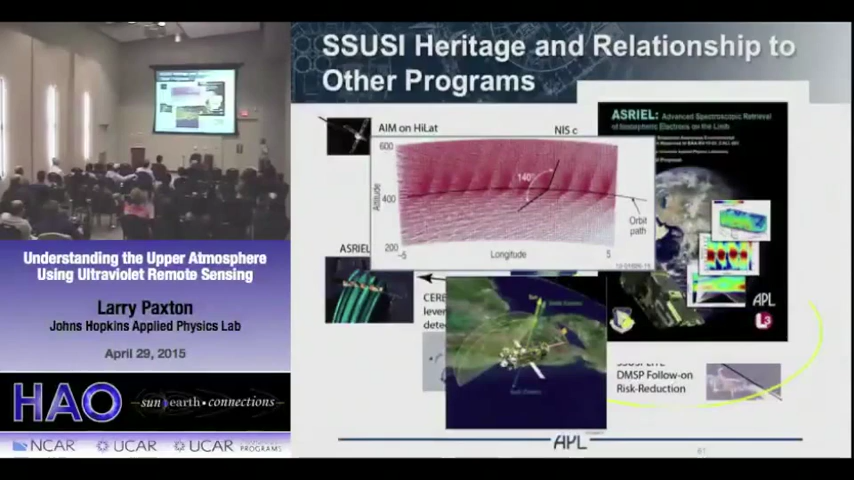 SSUSI Heritage and Relationship to
Other Programs
AIM on HiLat
NIS c
600
400
200
Altitude
140°
Orbit
path
-5
Longitude
5
ASRIEL: Advanced Spectroscopic Retrieval
of Ionospheric Electrons on the Limb
APL
L3
ASRIEL
CERE
lever
dete
DMSP Follow-on
Risk-Reduction
APL
Understanding the Upper Atmosphere
Using Ultraviolet Remote Sensing
Larry Paxton
Johns Hopkins Applied Physics Lab
April 29, 2015
HAO
sun earth • connections
NCAR
UCAR
UCAR
PROGRAMS